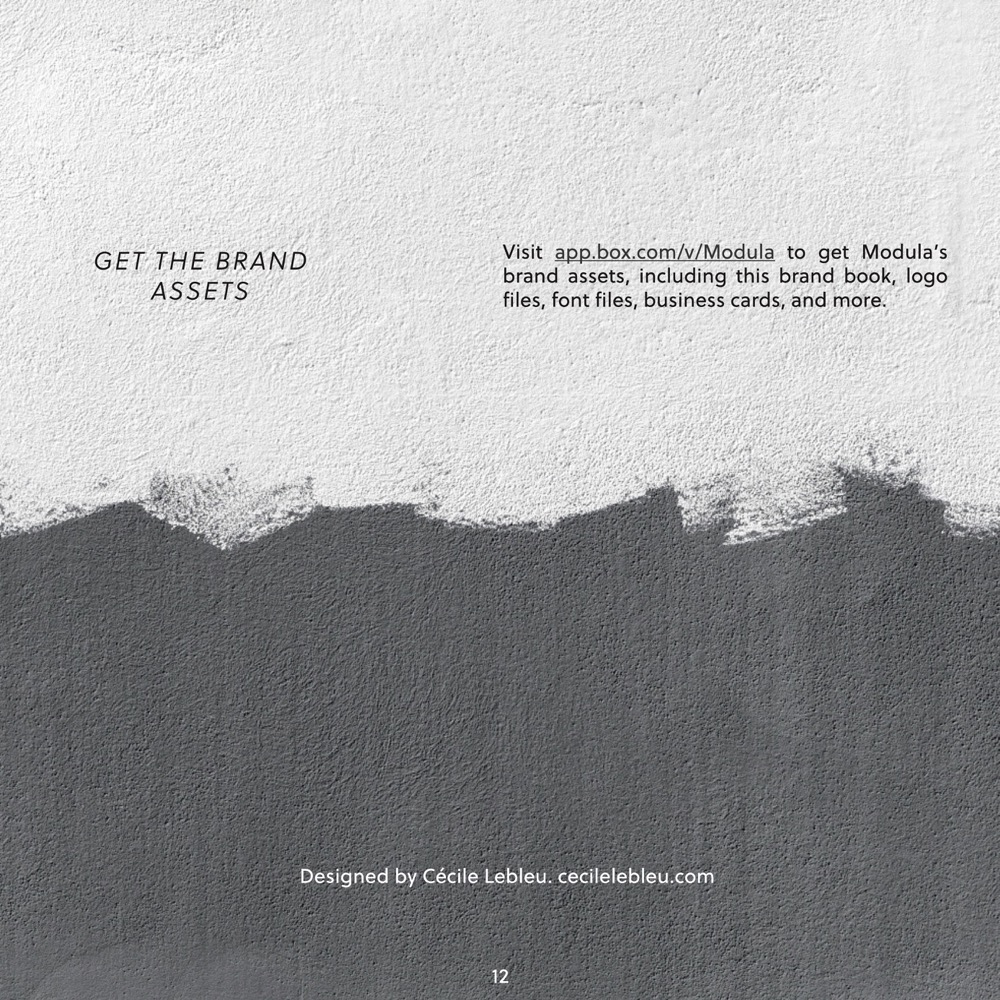 GET THE BRAND
ASSETS
Visit app.box.com/v/Modula to get Modula’s
brand assets, including this brand book, logo
files, font files, business cards, and more.
Designed by Cécile Lebleu. cecilelebleu.com
12